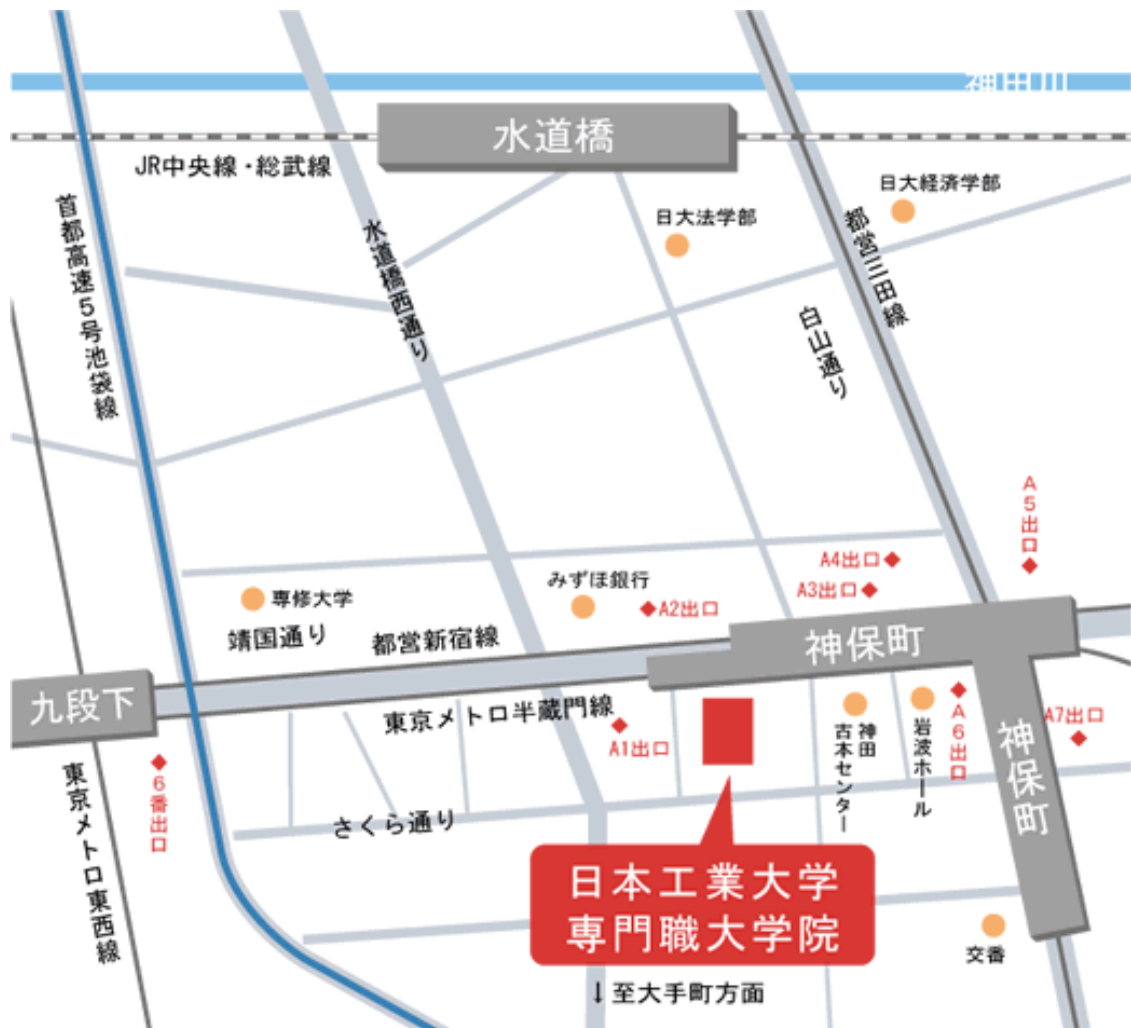 神田川
水道橋
JR中央線・総武線
日大経済学部
日大法学部
首都高速5号池袋線
水道橋西通り
都営三田線
白山通り
A5出口
A4出口
A3出口
みずほ銀行
A2出口
専修大学
靖国通り
都営新宿線
神保町
九段下
東京メトロ半蔵門線
A1出口
神田
古本センター
岩波ホール
A6出口
A7出口
神保町
6番出口
東京メトロ東西線
さくら通り
日本工業大学
専門職大学院
交番
↓至大手町方面